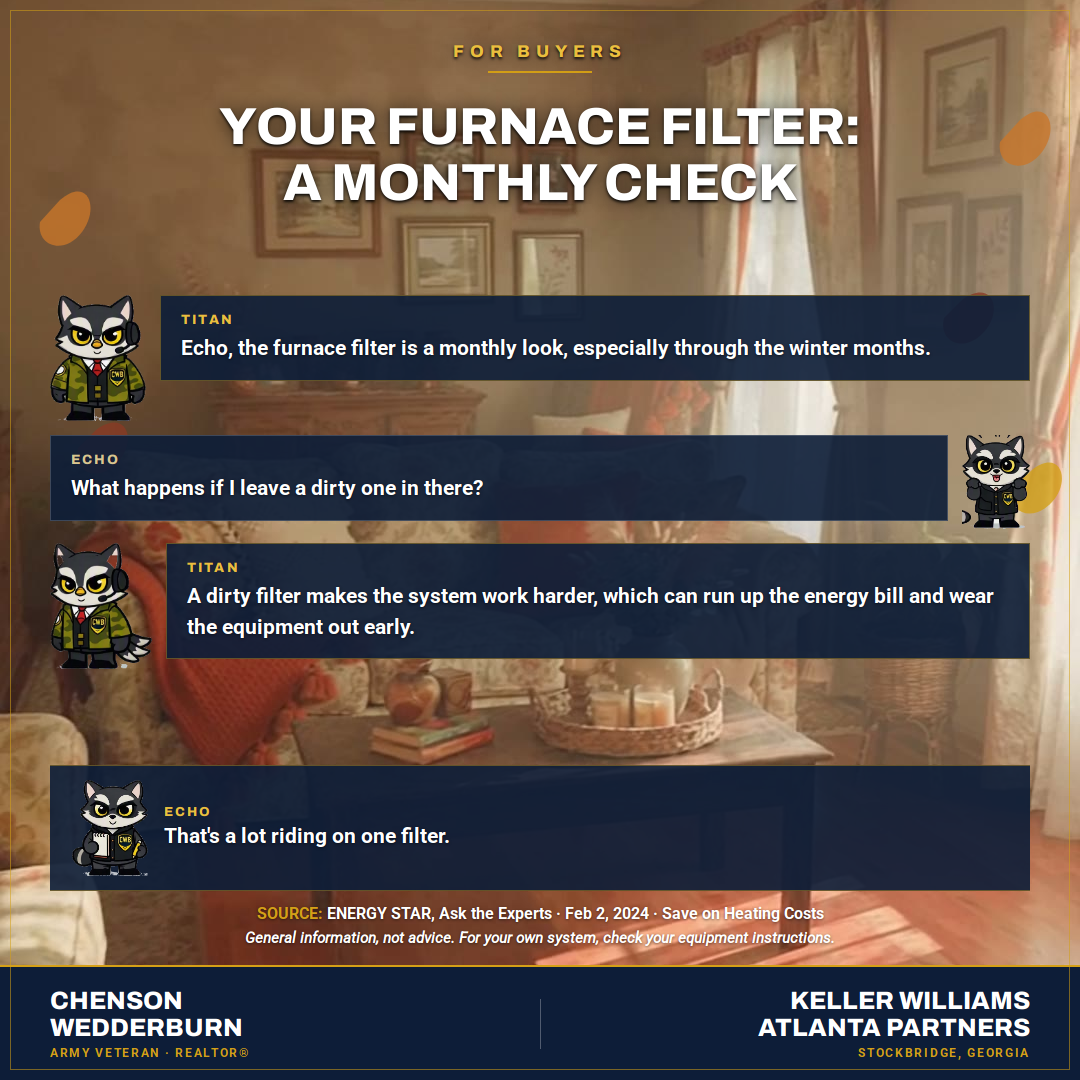 FOR BUYERS
YOUR FURNACE FILTER:
A MONTHLY CHECK
TITAN
Echo, the furnace filter is a monthly look, especially through the winter months.
CWB
ECHO
What happens if I leave a dirty one in there?
CWB
TITAN
A dirty filter makes the system work harder, which can run up the energy bill and wear
the equipment out early.
CWB
ECHO
That's a lot riding on one filter.
CWB
SOURCE: ENERGY STAR, Ask the Experts · Feb 2, 2024 · Save on Heating Costs
General information, not advice. For your own system, check your equipment instructions.
CHENSON
WEDDERBURN
ARMY VETERAN · REALTOR®
KELLER WILLIAMS
ATLANTA PARTNERS
STOCKBRIDGE, GEORGIA